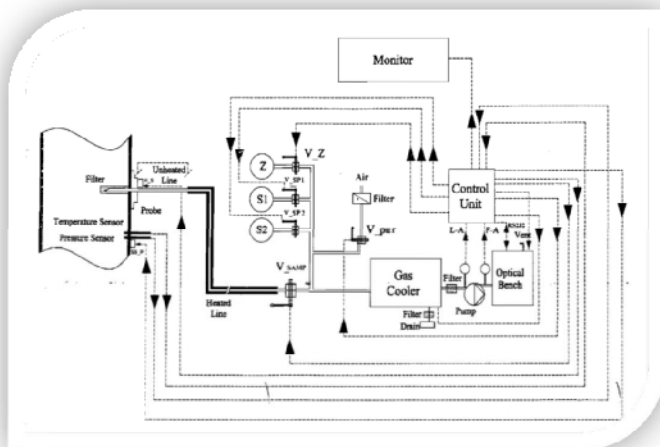 Monitor
V_Z
Z
Unheated
Line
Filter
V_SP1
Air
S1
Filter
Control
Unit
Probe
V_SP2
Temperature Sensor
S2
V_pur
Pressure Sensor
L-A
F-A
RS232
Vent
V_SAMP
Gas
Cooler
Filter
Optical
Bench
Heated
Line
Pump
Filter
Drain